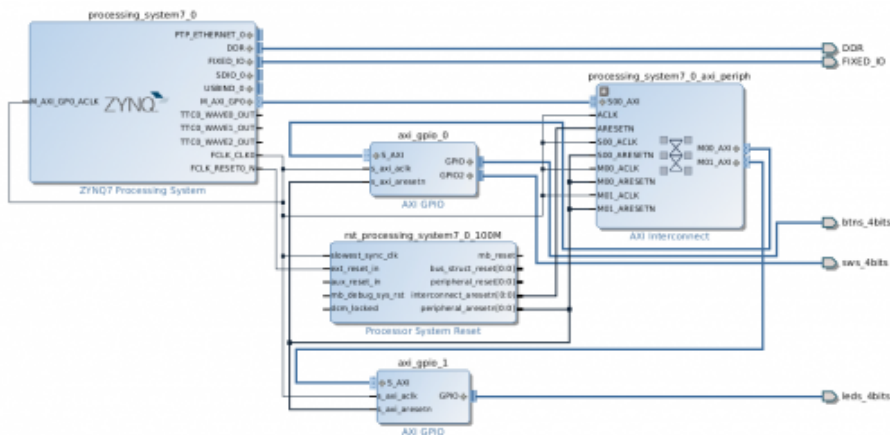 processing_system7_0
PTP_ETHERNET_0
DDR
FIXED_IO
SDIO_0
USBIND_0
M_AXI_GP0
M_AXI_GP0_ACLK
ZYNQ
TTC0_WAVE0_OUT
TTC0_WAVE1_OUT
TTC0_WAVE2_OUT
FCLK_CLK0
FCLK_RESET0_N
ZYNQ7 Processing System
DDR
FIXED_IO
processing_system7_0_axi_periph
S00_AXI
ACLK
ARESETN
S00_ACLK
S00_ARESETN
M00_ACLK
M00_ARESETN
M01_ACLK
M01_ARESETN
M00_AXI
M01_AXI
AXI Interconnect
axi_gpio_0
S_AXI
s_axi_aclk
s_axi_aresetn
GPIO
GPIO2
AXI GPIO
btns_4bits
sws_4bits
rst_processing_system7_0_100M
slowest_sync_clk
ext_reset_in
aux_reset_in
mb_debug_sys_rst
dcm_locked
mb_reset
bus_struct_reset[0:0]
peripheral_reset[0:0]
interconnect_aresetn[0:0]
peripheral_aresetn[0:0]
Processor System Reset
axi_gpio_1
S_AXI
s_axi_aclk
s_axi_aresetn
GPIO
AXI GPIO
leds_4bits